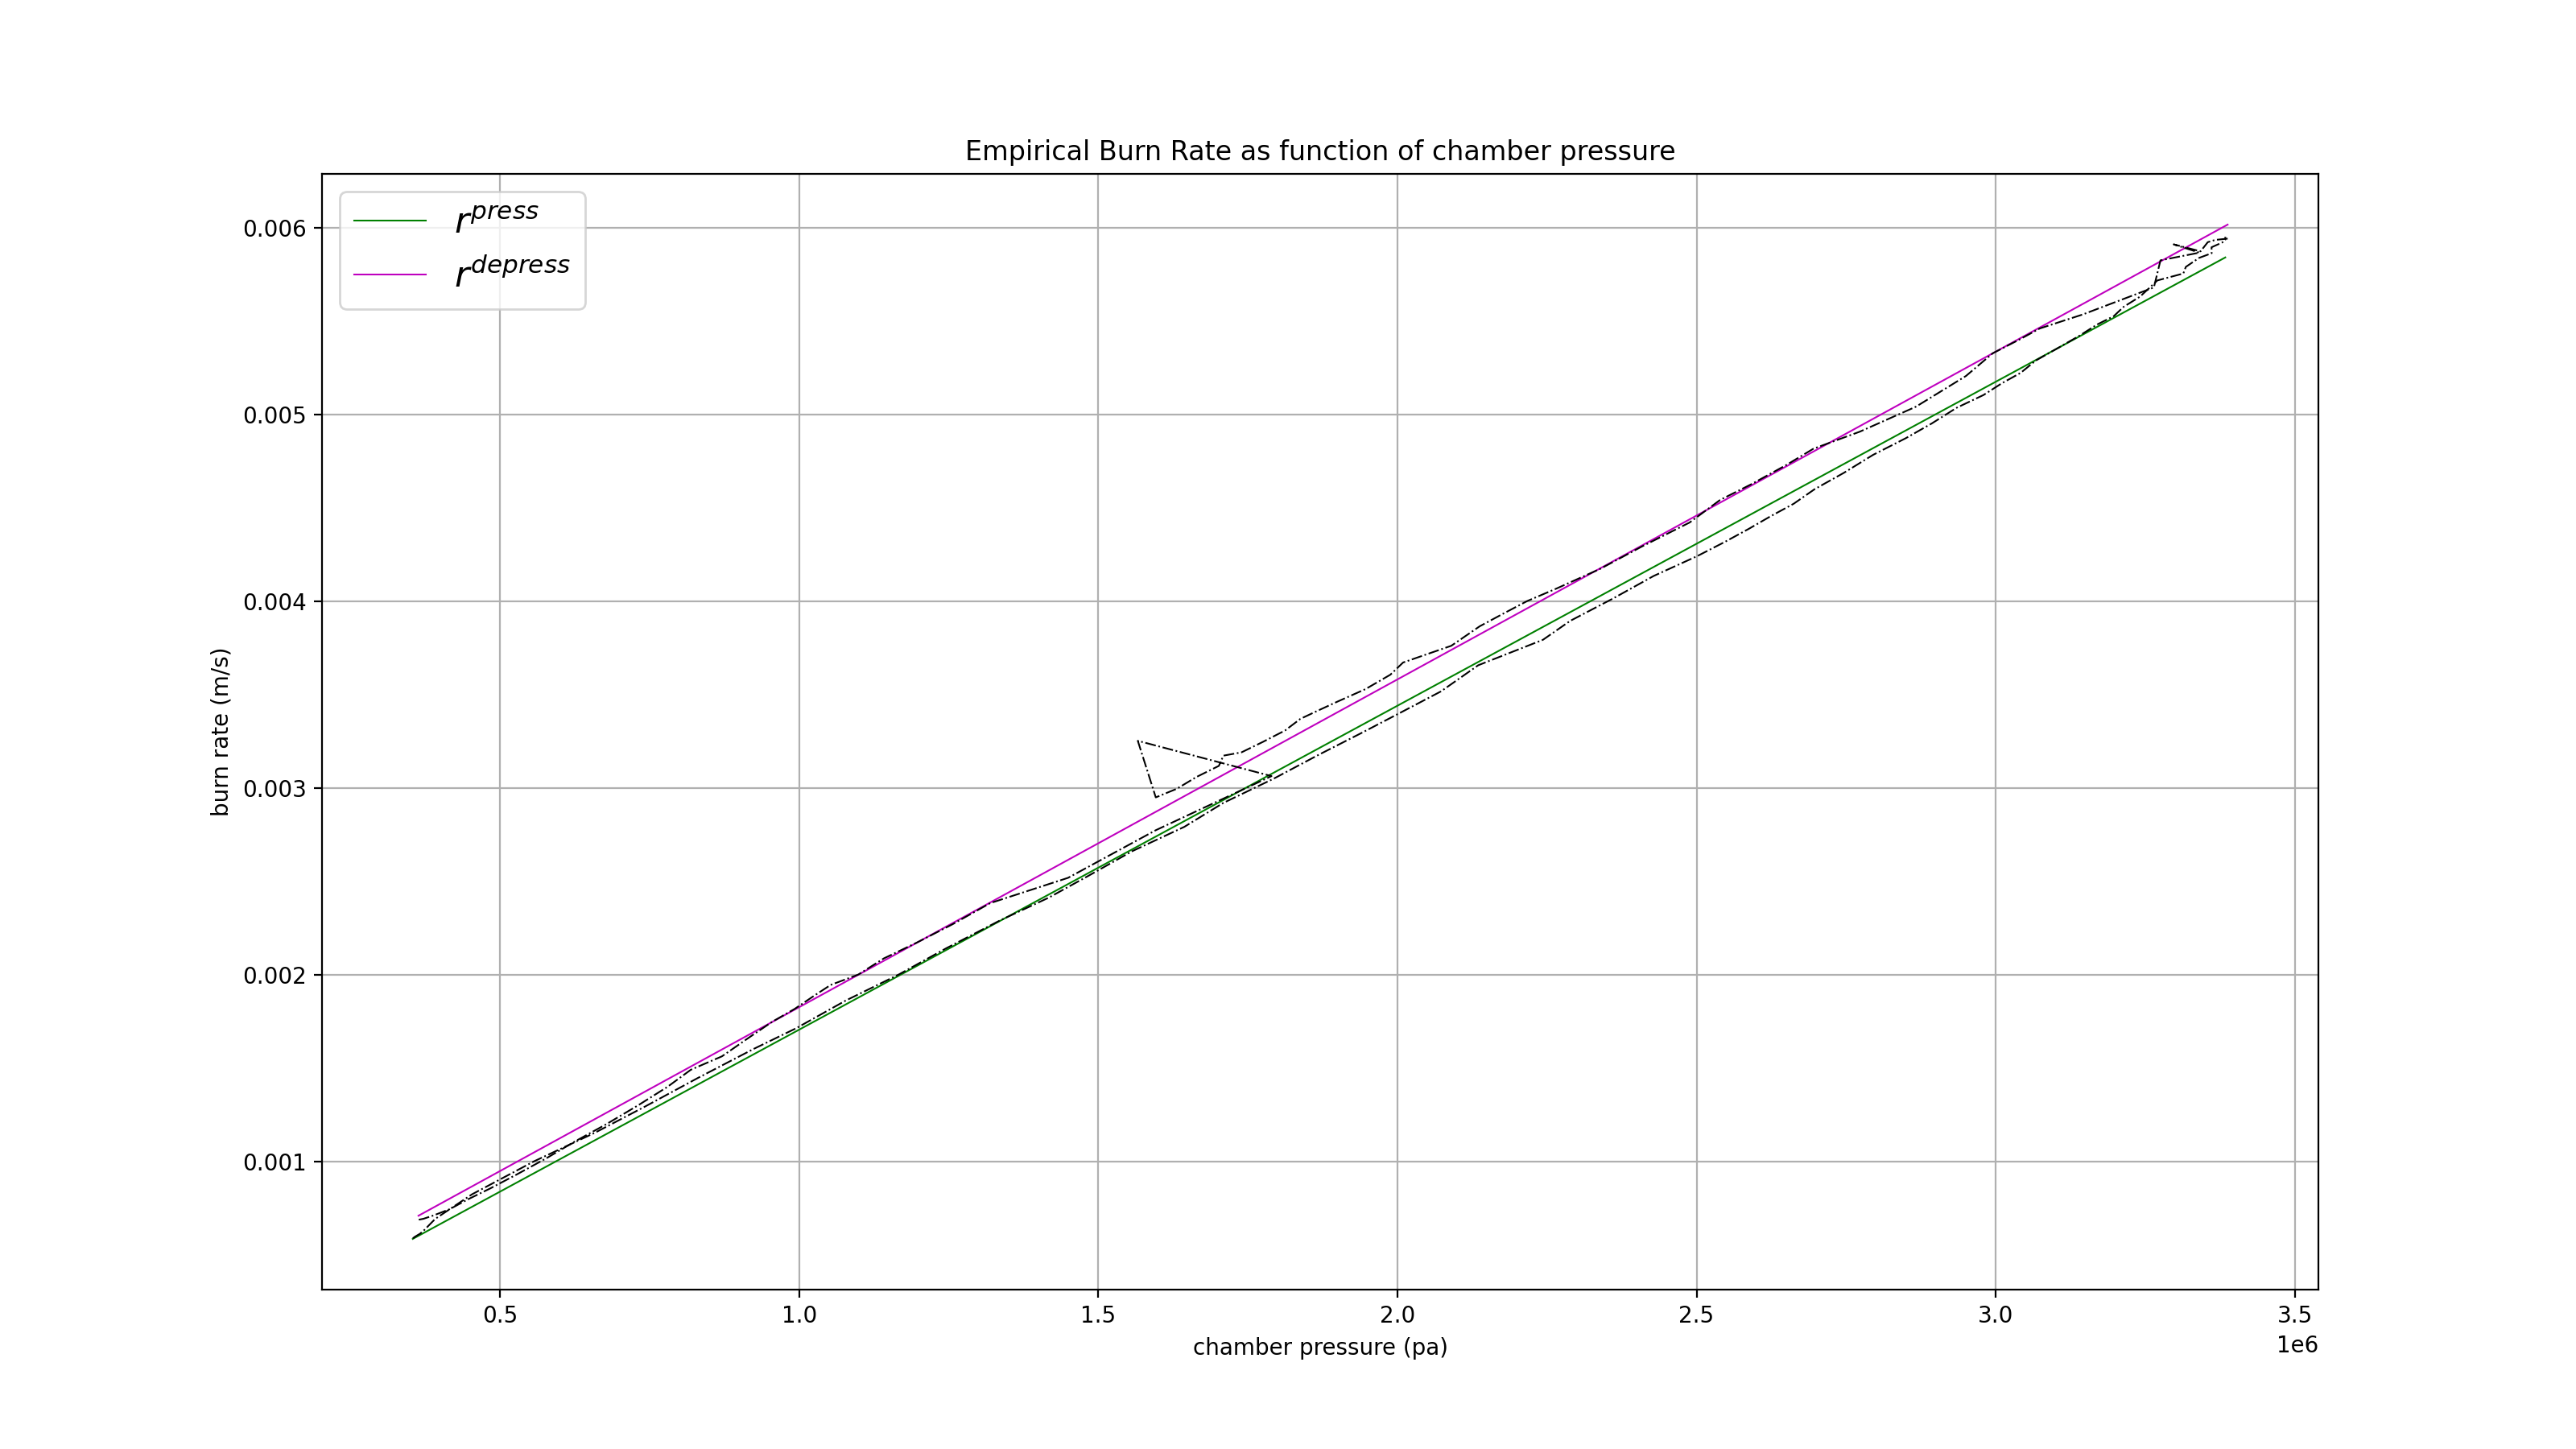 Empirical Burn Rate as function of chamber pressure
r^press
r^depress
0.006
0.005
0.004
0.003
0.002
0.001
burn rate (m/s)
0.5 1.0 1.5 2.0 2.5 3.0 3.5
1e6
chamber pressure (pa)